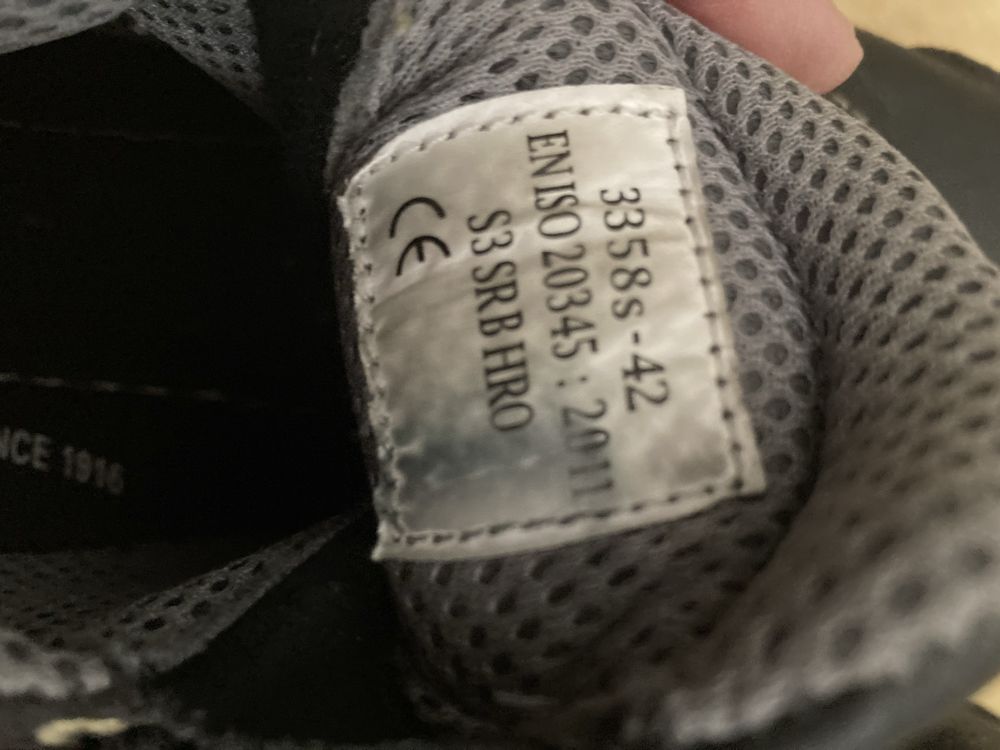 3358s-42
EN ISO 20345 : 2011
S3 SRB HRO
CE
NCE 1916